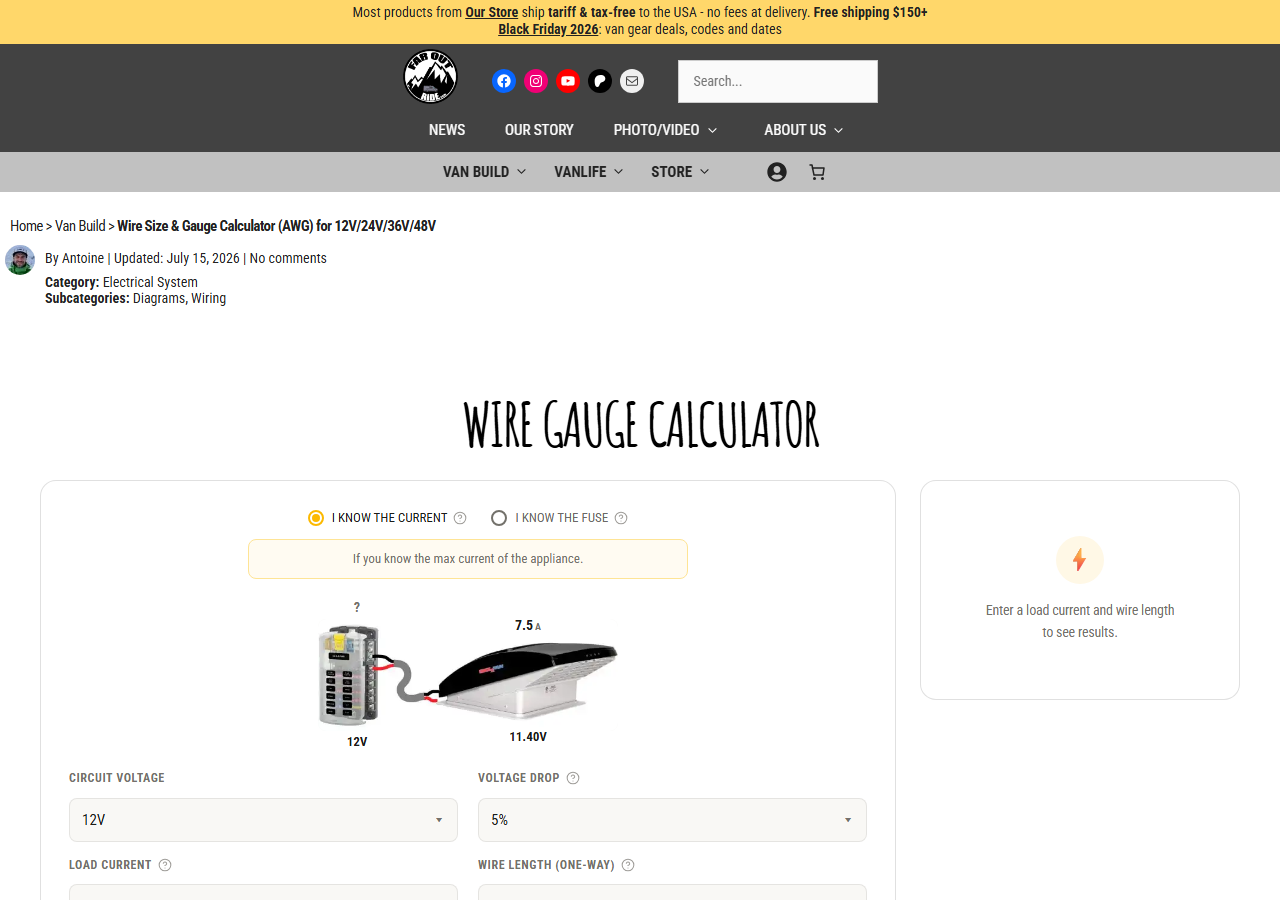 Most products from Our Store ship tariff & tax-free to the USA - no fees at delivery. Free shipping $150+
Black Friday 2026: van gear deals, codes and dates
FAR OUT
RIDE
Search...
NEWS
OUR STORY
PHOTO/VIDEO
ABOUT US
VAN BUILD
VANLIFE
STORE
Home > Van Build > Wire Size & Gauge Calculator (AWG) for 12V/24V/36V/48V
By Antoine | Updated: July 15, 2026 | No comments
Category: Electrical System
Subcategories: Diagrams, Wiring
WIRE GAUGE CALCULATOR
I KNOW THE CURRENT ?
I KNOW THE FUSE ?
If you know the max current of the appliance.
?
7.5 A
12V
11.40V
Enter a load current and wire length
to see results.
CIRCUIT VOLTAGE
VOLTAGE DROP ?
12V
5%
LOAD CURRENT ?
WIRE LENGTH (ONE-WAY) ?